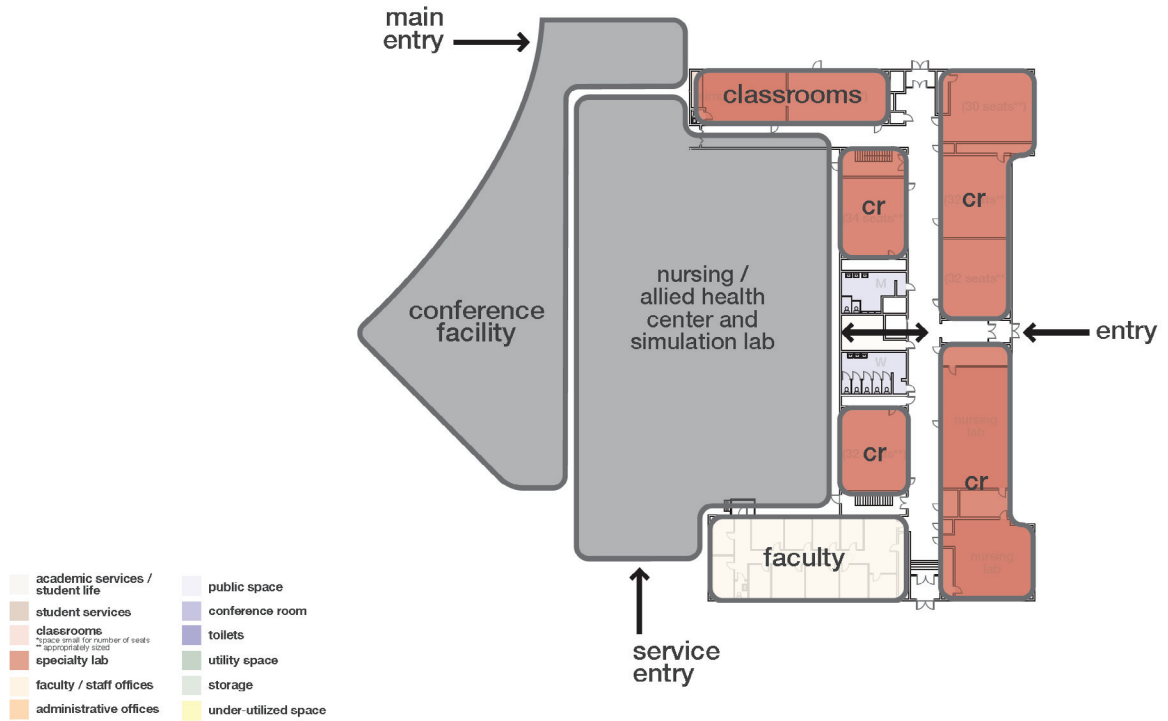 main
entry
classrooms
(30 seats**)
cr
(34 seats**)
cr
(32 seats**)
nursing /
allied health
center and
simulation lab
M
conference
facility
entry
W
nursing
lab
cr
cr
nursing
lab
faculty
service
entry
academic services /
student life
student services
classrooms
*space small for number of seats
** appropriately sized
specialty lab
faculty / staff offices
administrative offices
public space
conference room
toilets
utility space
storage
under-utilized space